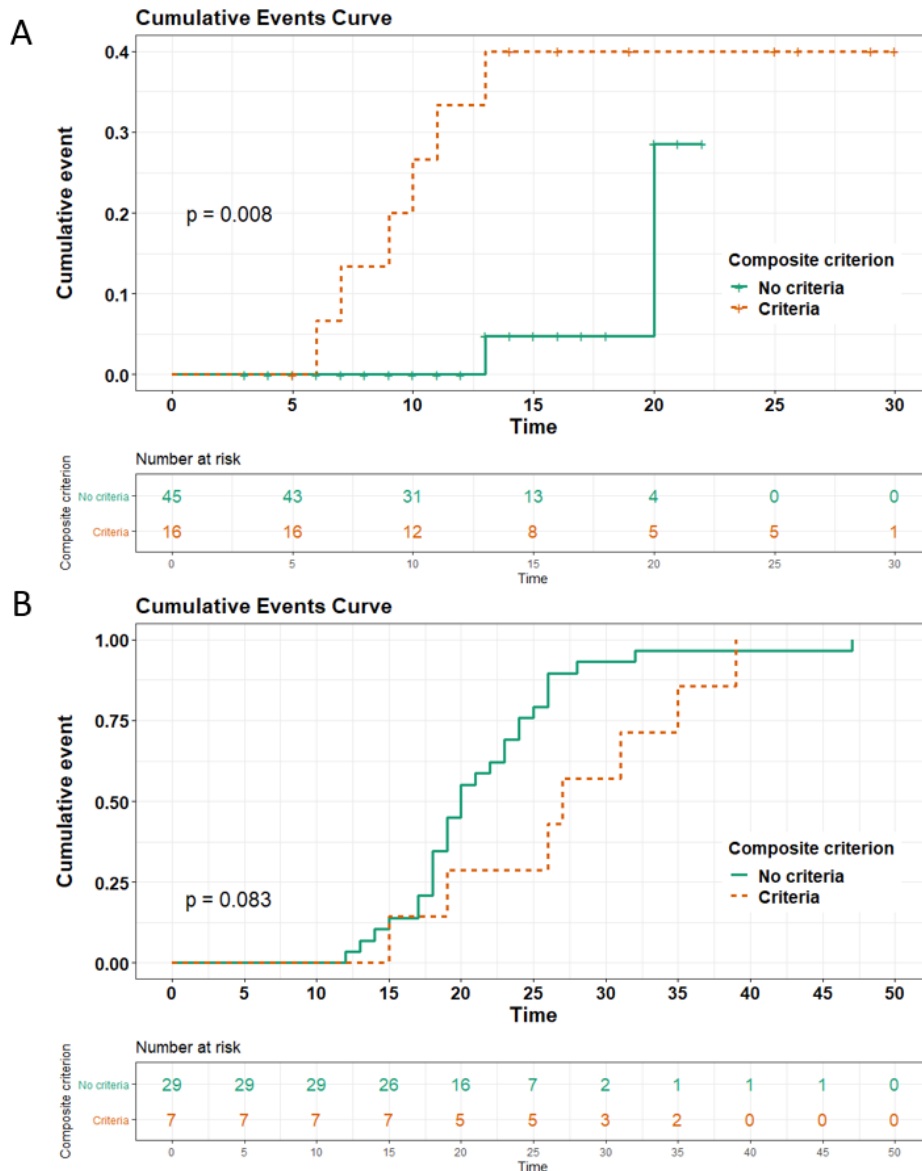 A
Cumulative Events Curve
Cumulative event
0.4
0.3
0.2
0.1
0.0
p = 0.008
Composite criterion
No criteria
Criteria
0 5 10 15 20 25 30
Time
Number at risk
Composite criterion
No criteria 45 43 31 13 4 0 0
Criteria 16 16 12 8 5 5 1
0 5 10 15 20 25 30
Time
B
Cumulative Events Curve
Cumulative event
1.00
0.75
0.50
0.25
0.00
p = 0.083
Composite criterion
No criteria
Criteria
0 5 10 15 20 25 30 35 40 45 50
Time
Number at risk
Composite criterion
No criteria 29 29 29 26 16 7 2 1 1 1 0
Criteria 7 7 7 7 5 5 3 2 0 0 0
0 5 10 15 20 25 30 35 40 45 50
Time